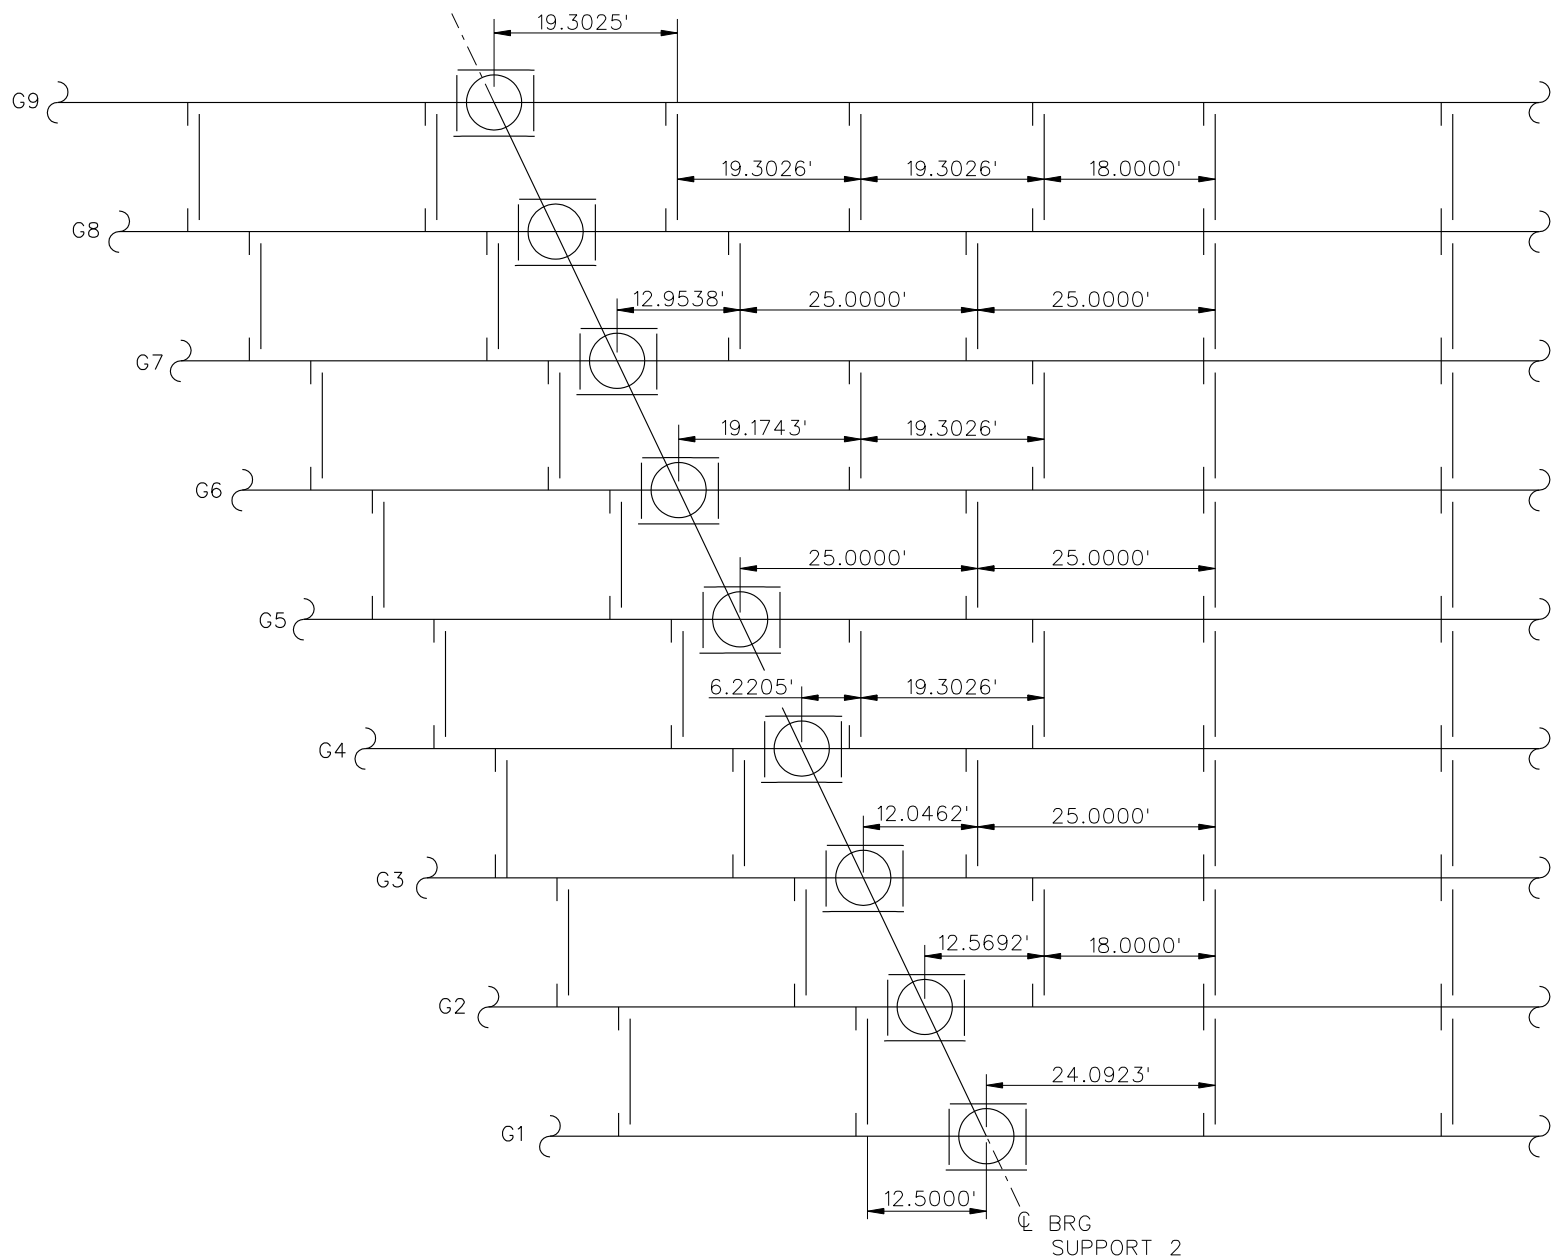 19.3025'
G9
19.3026' 19.3026' 18.0000'
G8
12.9538' 25.0000' 25.0000'
G7
19.1743' 19.3026'
G6
25.0000' 25.0000'
G5
6.2205' 19.3026'
G4
12.0462' 25.0000'
G3
12.5692' 18.0000'
G2
24.0923'
G1
12.5000'
℄ BRG
SUPPORT 2